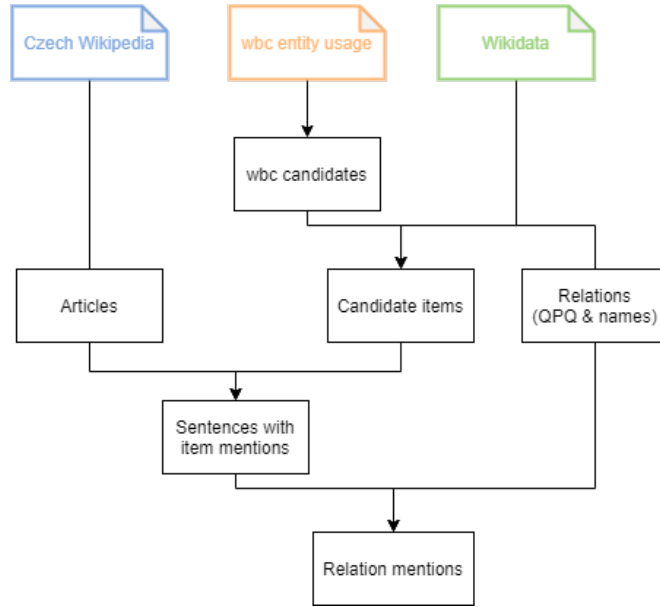 Czech Wikipedia
wbc entity usage
Wikidata
wbc candidates
Articles
Candidate items
Relations
(QPQ & names)
Sentences with
item mentions
Relation mentions